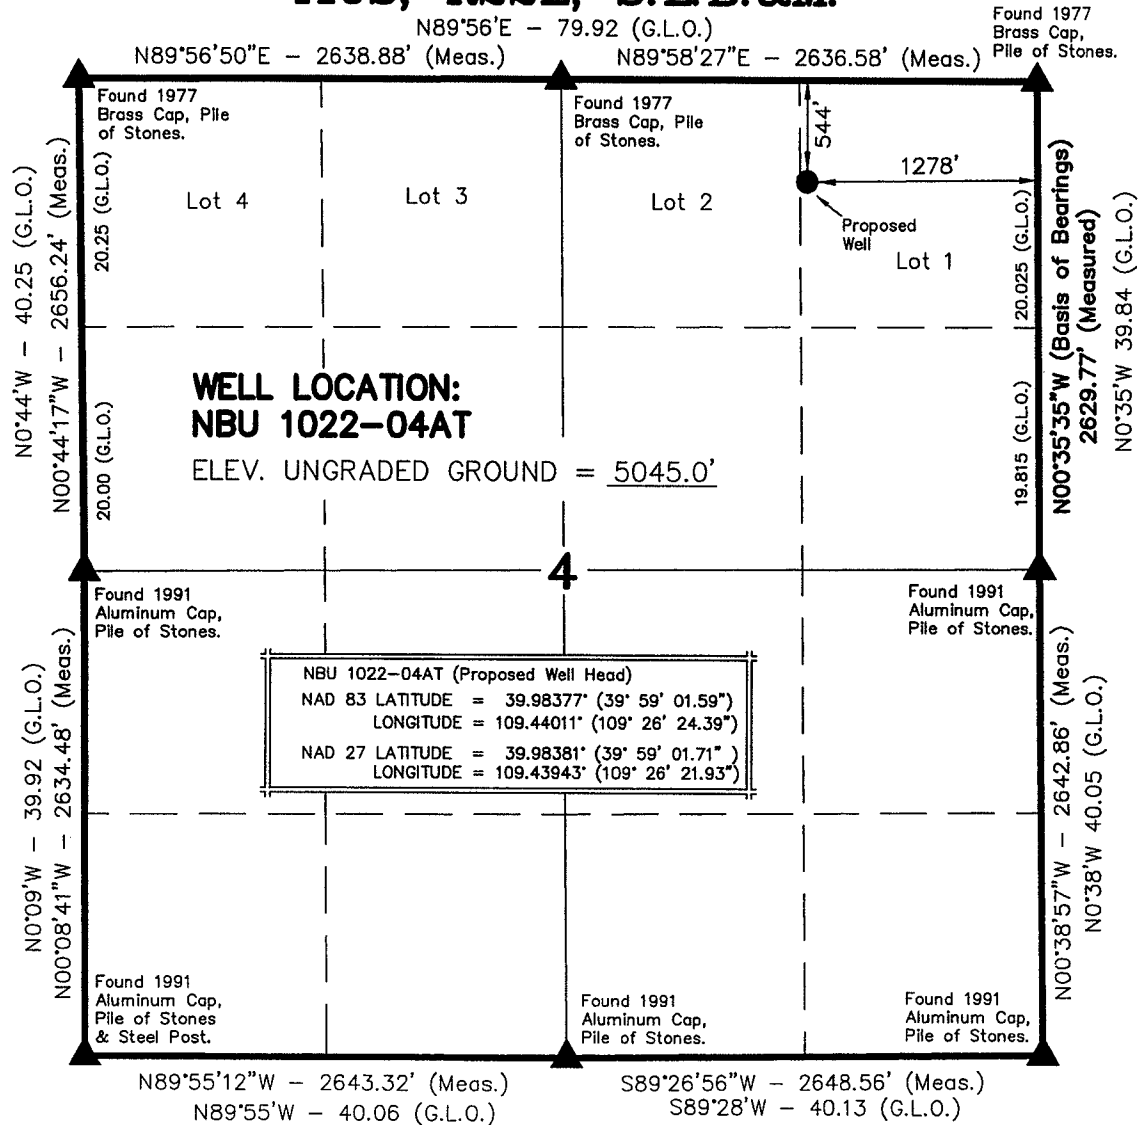 N89°56'E - 79.92 (G.L.O.)
N89°56'50"E - 2638.88' (Meas.)
N89°58'27"E - 2636.58' (Meas.)
Found 1977
Brass Cap,
Pile of Stones.
Found 1977
Brass Cap, Pile
of Stones.
Found 1977
Brass Cap, Pile
of Stones.
544'
1278'
Lot 4
Lot 3
Lot 2
Proposed
Well
Lot 1
N0°44'W - 40.25 (G.L.O.)
N00°44'17"W - 2656.24' (Meas.)
20.25 (G.L.O.)
20.00 (G.L.O.)
20.025 (G.L.O.)
19.815 (G.L.O.)
N00°35'35"W (Basis of Bearings)
2629.77' (Measured)
N0°35'W 39.84 (G.L.O.)
WELL LOCATION:
NBU 1022-04AT
ELEV. UNGRADED GROUND = 5045.0'
4
Found 1991
Aluminum Cap,
Pile of Stones.
Found 1991
Aluminum Cap,
Pile of Stones.
NBU 1022-04AT (Proposed Well Head)
NAD 83 LATITUDE = 39.98377° (39° 59' 01.59")
LONGITUDE = 109.44011° (109° 26' 24.39")
NAD 27 LATITUDE = 39.98381° (39° 59' 01.71" )
LONGITUDE = 109.43943° (109° 26' 21.93")
N0°09'W - 39.92 (G.L.O.)
N00°08'41"W - 2634.48' (Meas.)
N00°38'57"W - 2642.86' (Meas.)
N0°38'W 40.05 (G.L.O.)
Found 1991
Aluminum Cap,
Pile of Stones
& Steel Post.
Found 1991
Aluminum Cap,
Pile of Stones.
Found 1991
Aluminum Cap,
Pile of Stones.
N89°55'12"W - 2643.32' (Meas.)
N89°55'W - 40.06 (G.L.O.)
S89°26'56"W - 2648.56' (Meas.)
S89°28'W - 40.13 (G.L.O.)